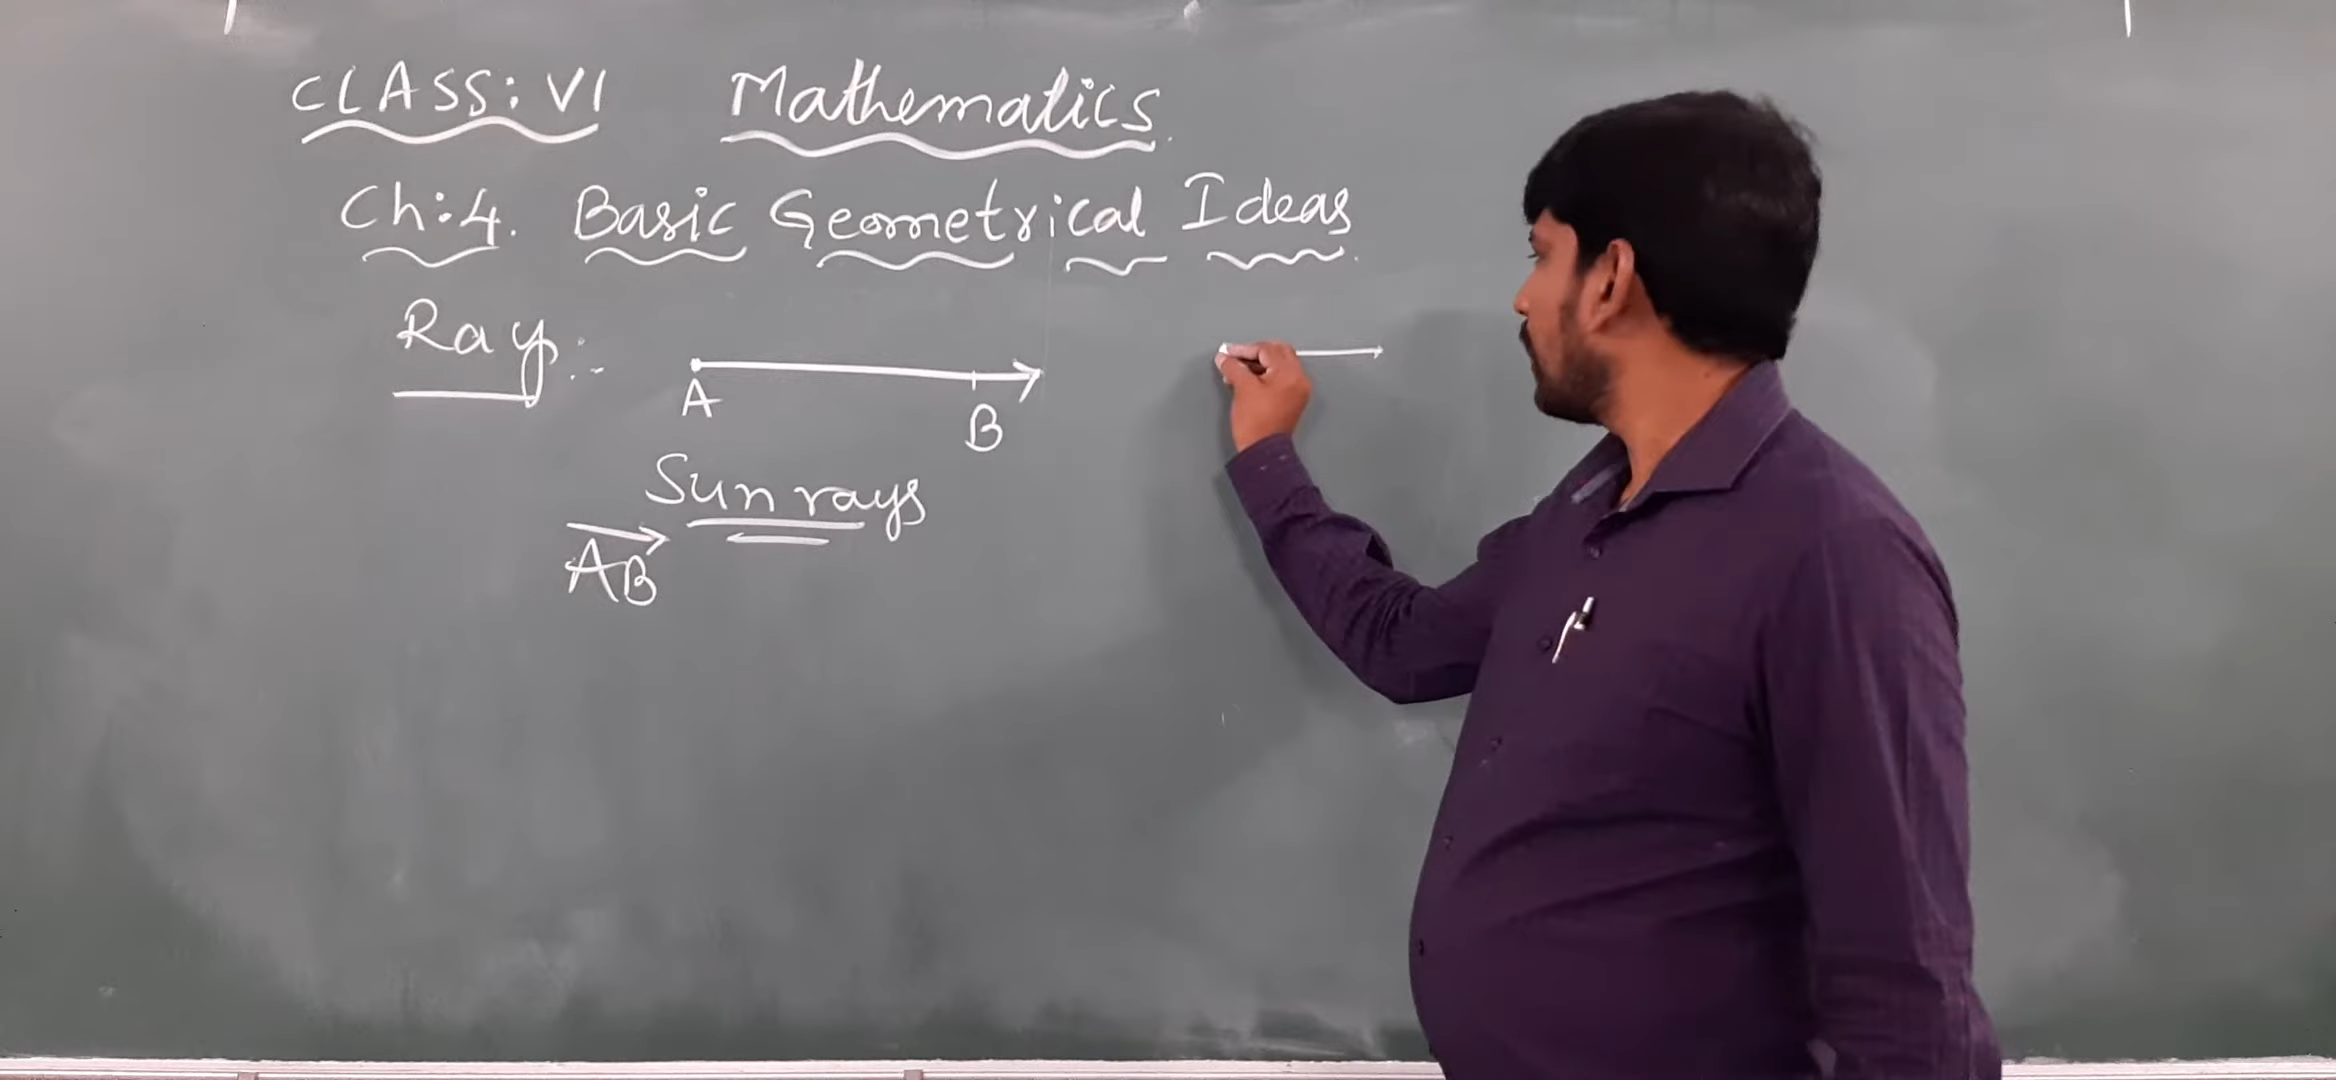 CLASS: VI Mathematics
Ch:4. Basic Geometrical Ideas
Ray:-
A B
Sun rays
AB